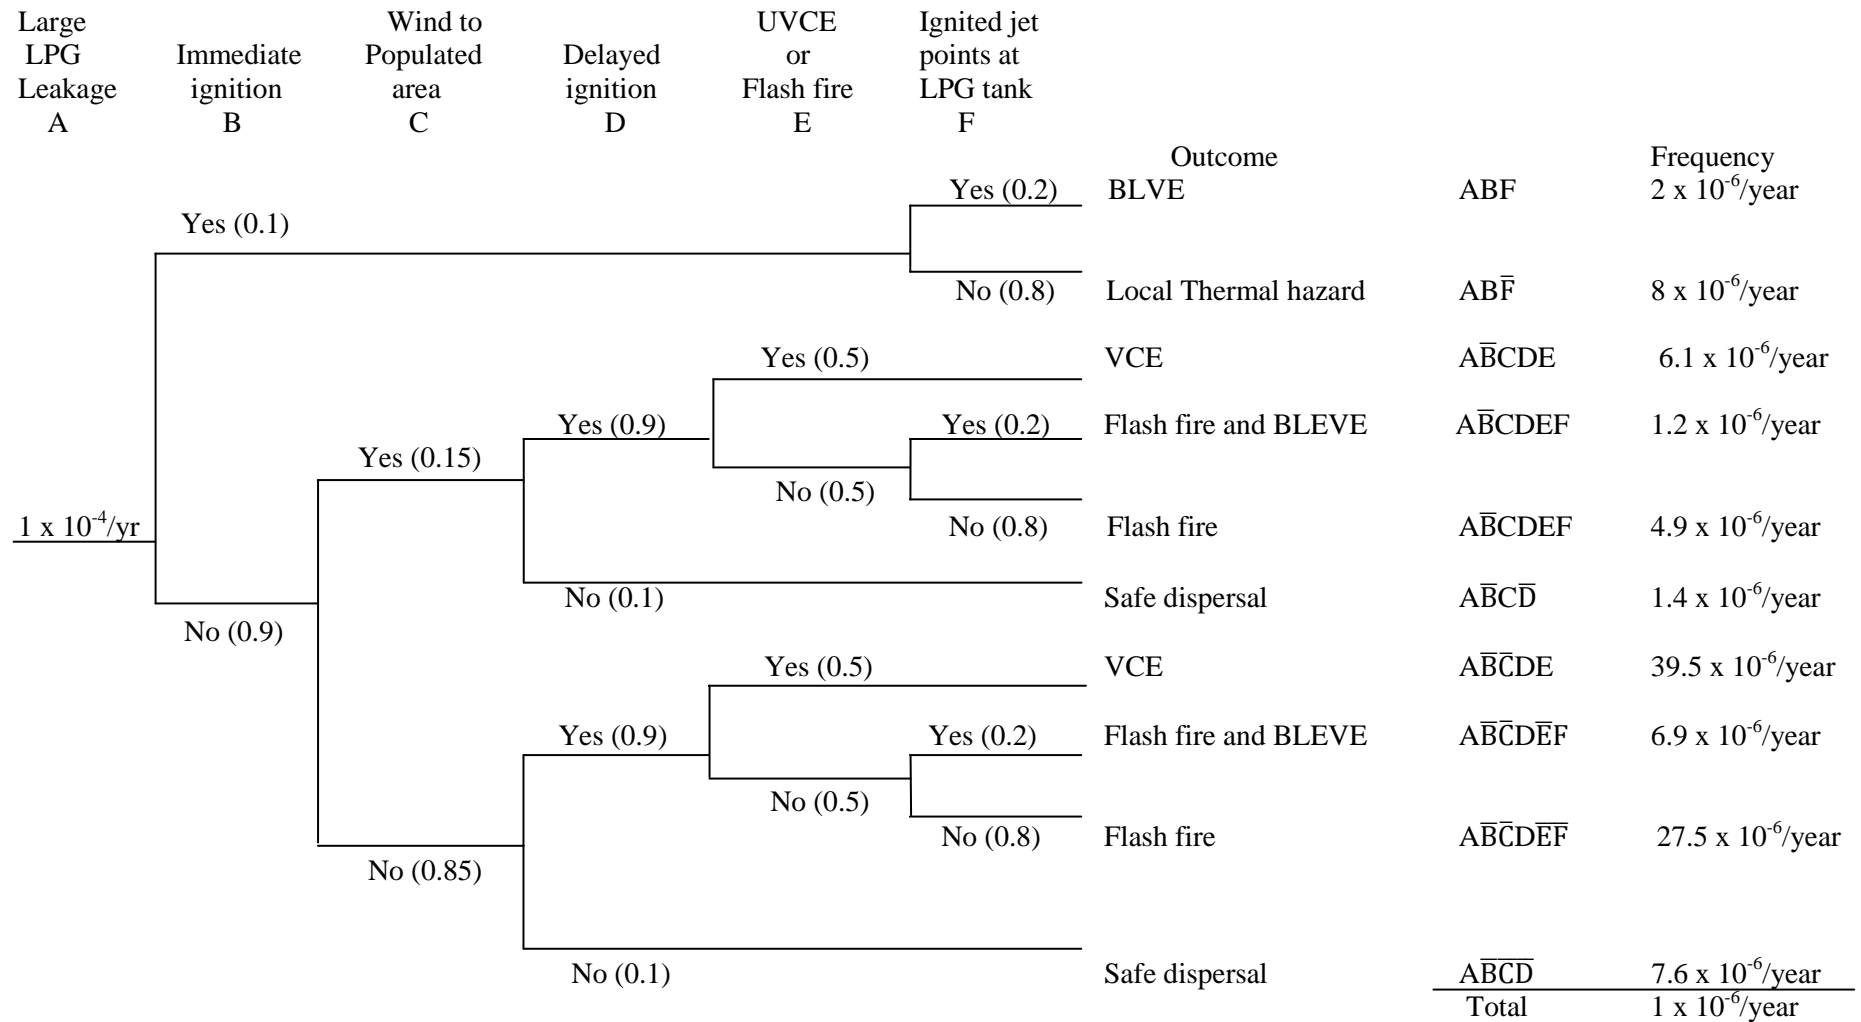 Large LPG Leakage A
Immediate ignition B
Wind to Populated area C
Delayed ignition D
UVCE or Flash fire E
Ignited jet points at LPG tank F
Outcome Frequency
Yes (0.2) BLVE ABF 2 x 10⁻⁶/year
Yes (0.1)
No (0.8) Local Thermal hazard ABF̅ 8 x 10⁻⁶/year
Yes (0.5) VCE AB̅CDE 6.1 x 10⁻⁶/year
Yes (0.9) Yes (0.2) Flash fire and BLEVE AB̅CDEF 1.2 x 10⁻⁶/year
Yes (0.15)
No (0.5)
1 x 10⁻⁴/yr No (0.8) Flash fire AB̅CDEF 4.9 x 10⁻⁶/year
No (0.1) Safe dispersal AB̅CD̅ 1.4 x 10⁻⁶/year
No (0.9)
Yes (0.5) VCE AB̅C̅DE 39.5 x 10⁻⁶/year
Yes (0.9) Yes (0.2) Flash fire and BLEVE AB̅C̅DE̅F 6.9 x 10⁻⁶/year
No (0.5)
No (0.8) Flash fire AB̅C̅DE̅F̅ 27.5 x 10⁻⁶/year
No (0.85)
No (0.1) Safe dispersal AB̅C̅D̅ 7.6 x 10⁻⁶/year
Total 1 x 10⁻⁶/year